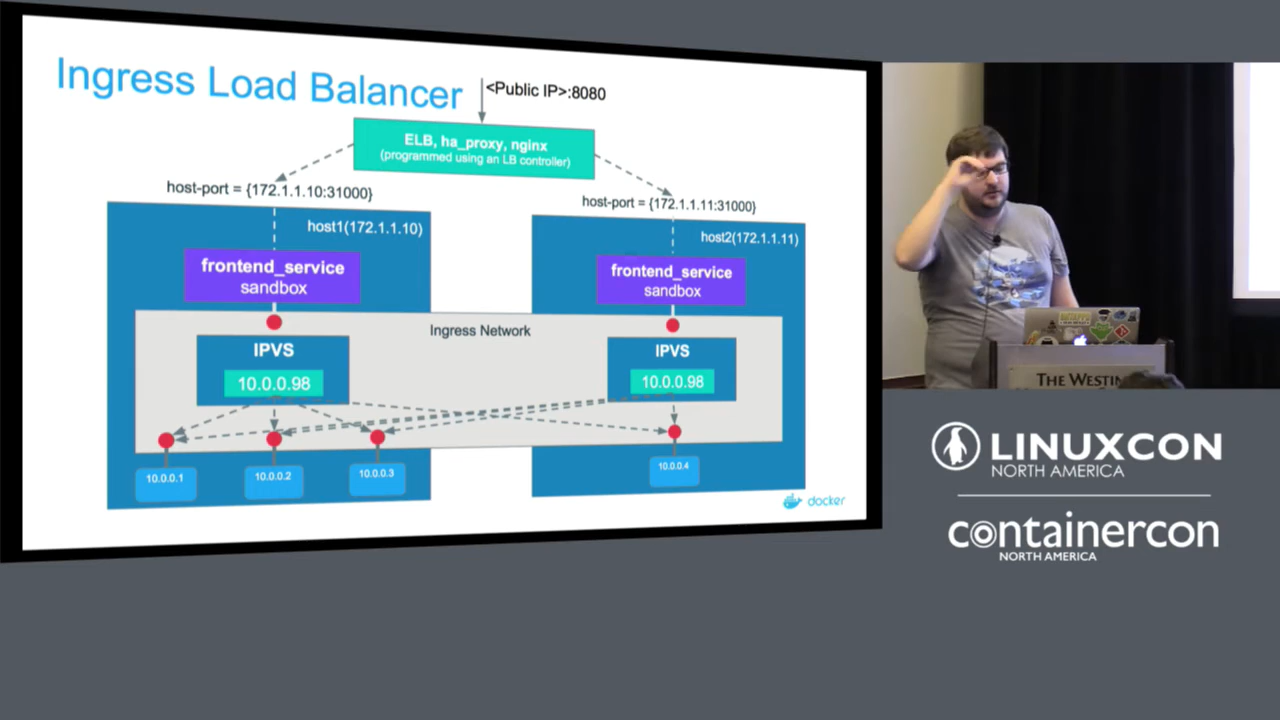 Ingress Load Balancer
<Public IP>:8080
ELB, ha_proxy, nginx
(programmed using an LB controller)
host-port = {172.1.1.10:31000}
host-port = {172.1.1.11:31000}
host1(172.1.1.10)
host2(172.1.1.11)
frontend_service
sandbox
frontend_service
sandbox
Ingress Network
IPVS
10.0.0.98
IPVS
10.0.0.98
10.0.0.1
10.0.0.2
10.0.0.3
10.0.0.4
docker
THE WESTIN
LINUXCON
NORTH AMERICA
containercon
NORTH AMERICA